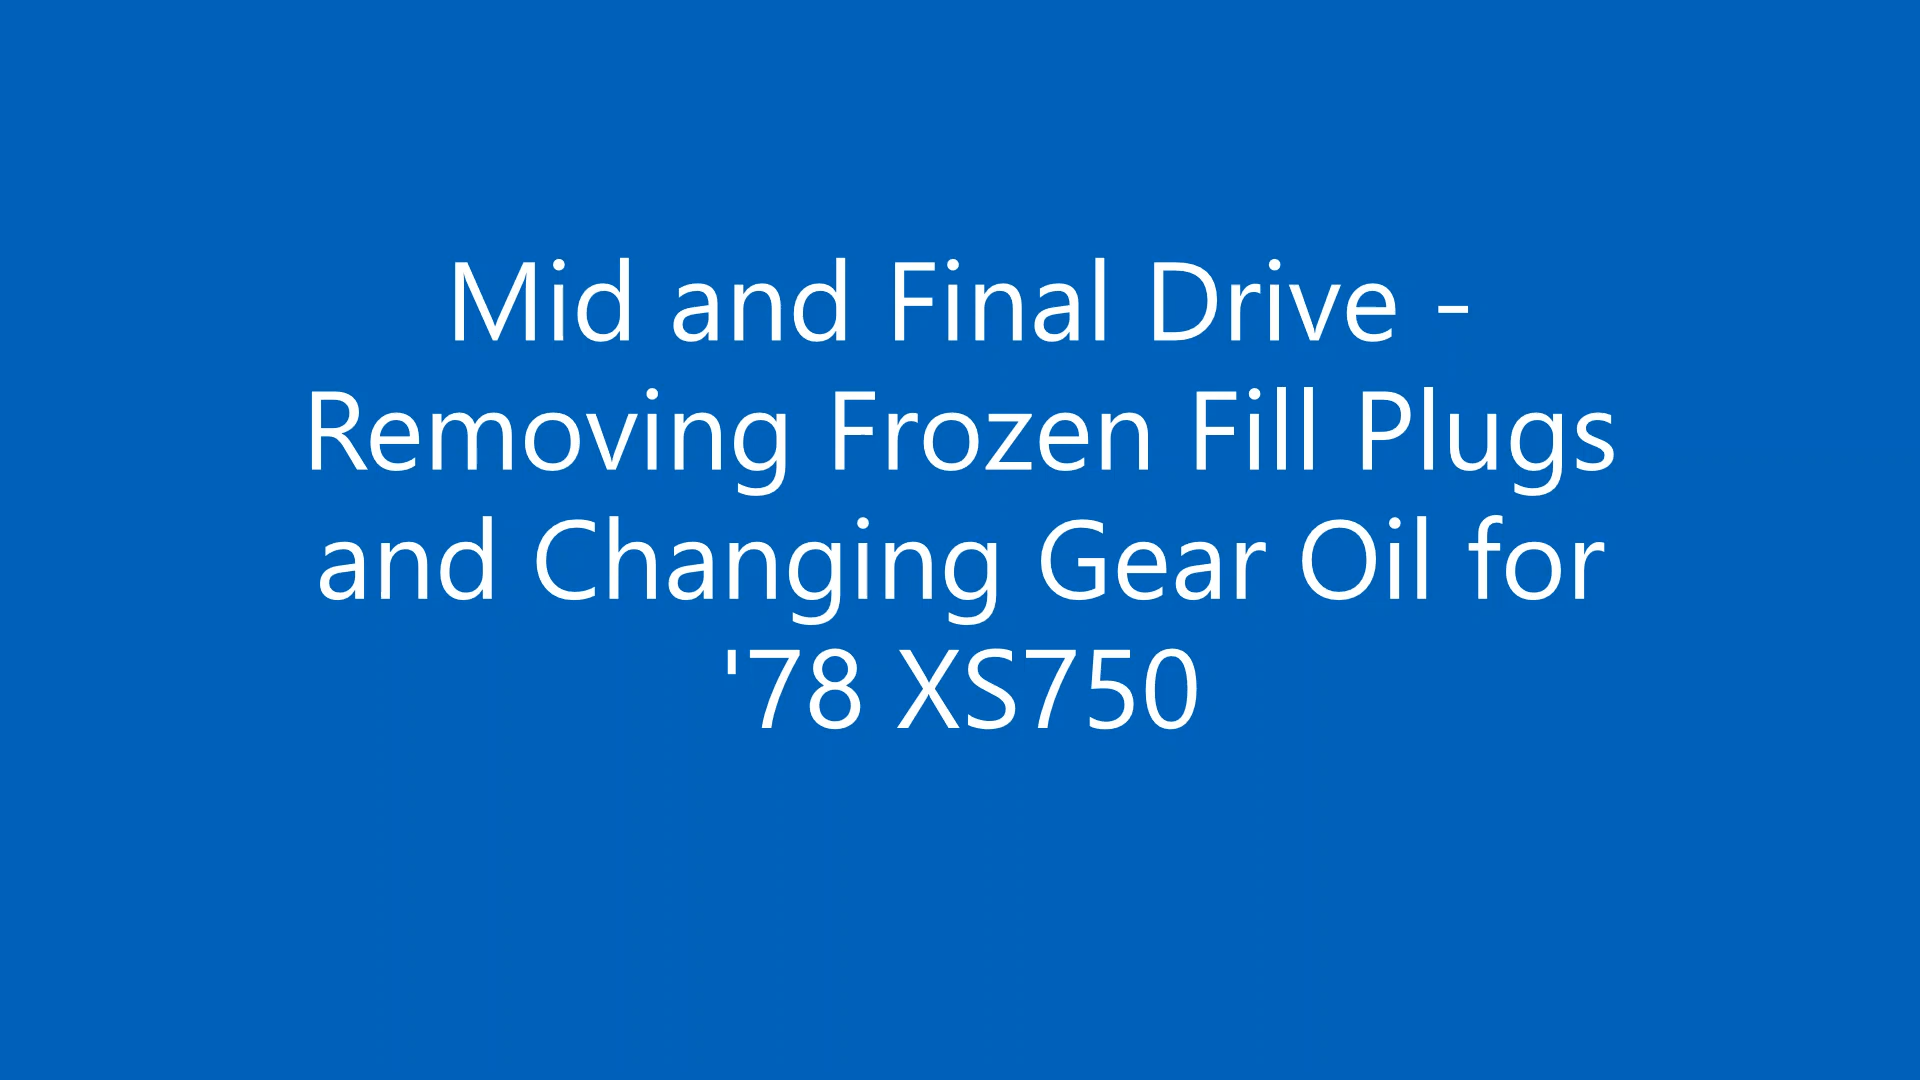 Mid and Final Drive -
Removing Frozen Fill Plugs
and Changing Gear Oil for
'78 XS750